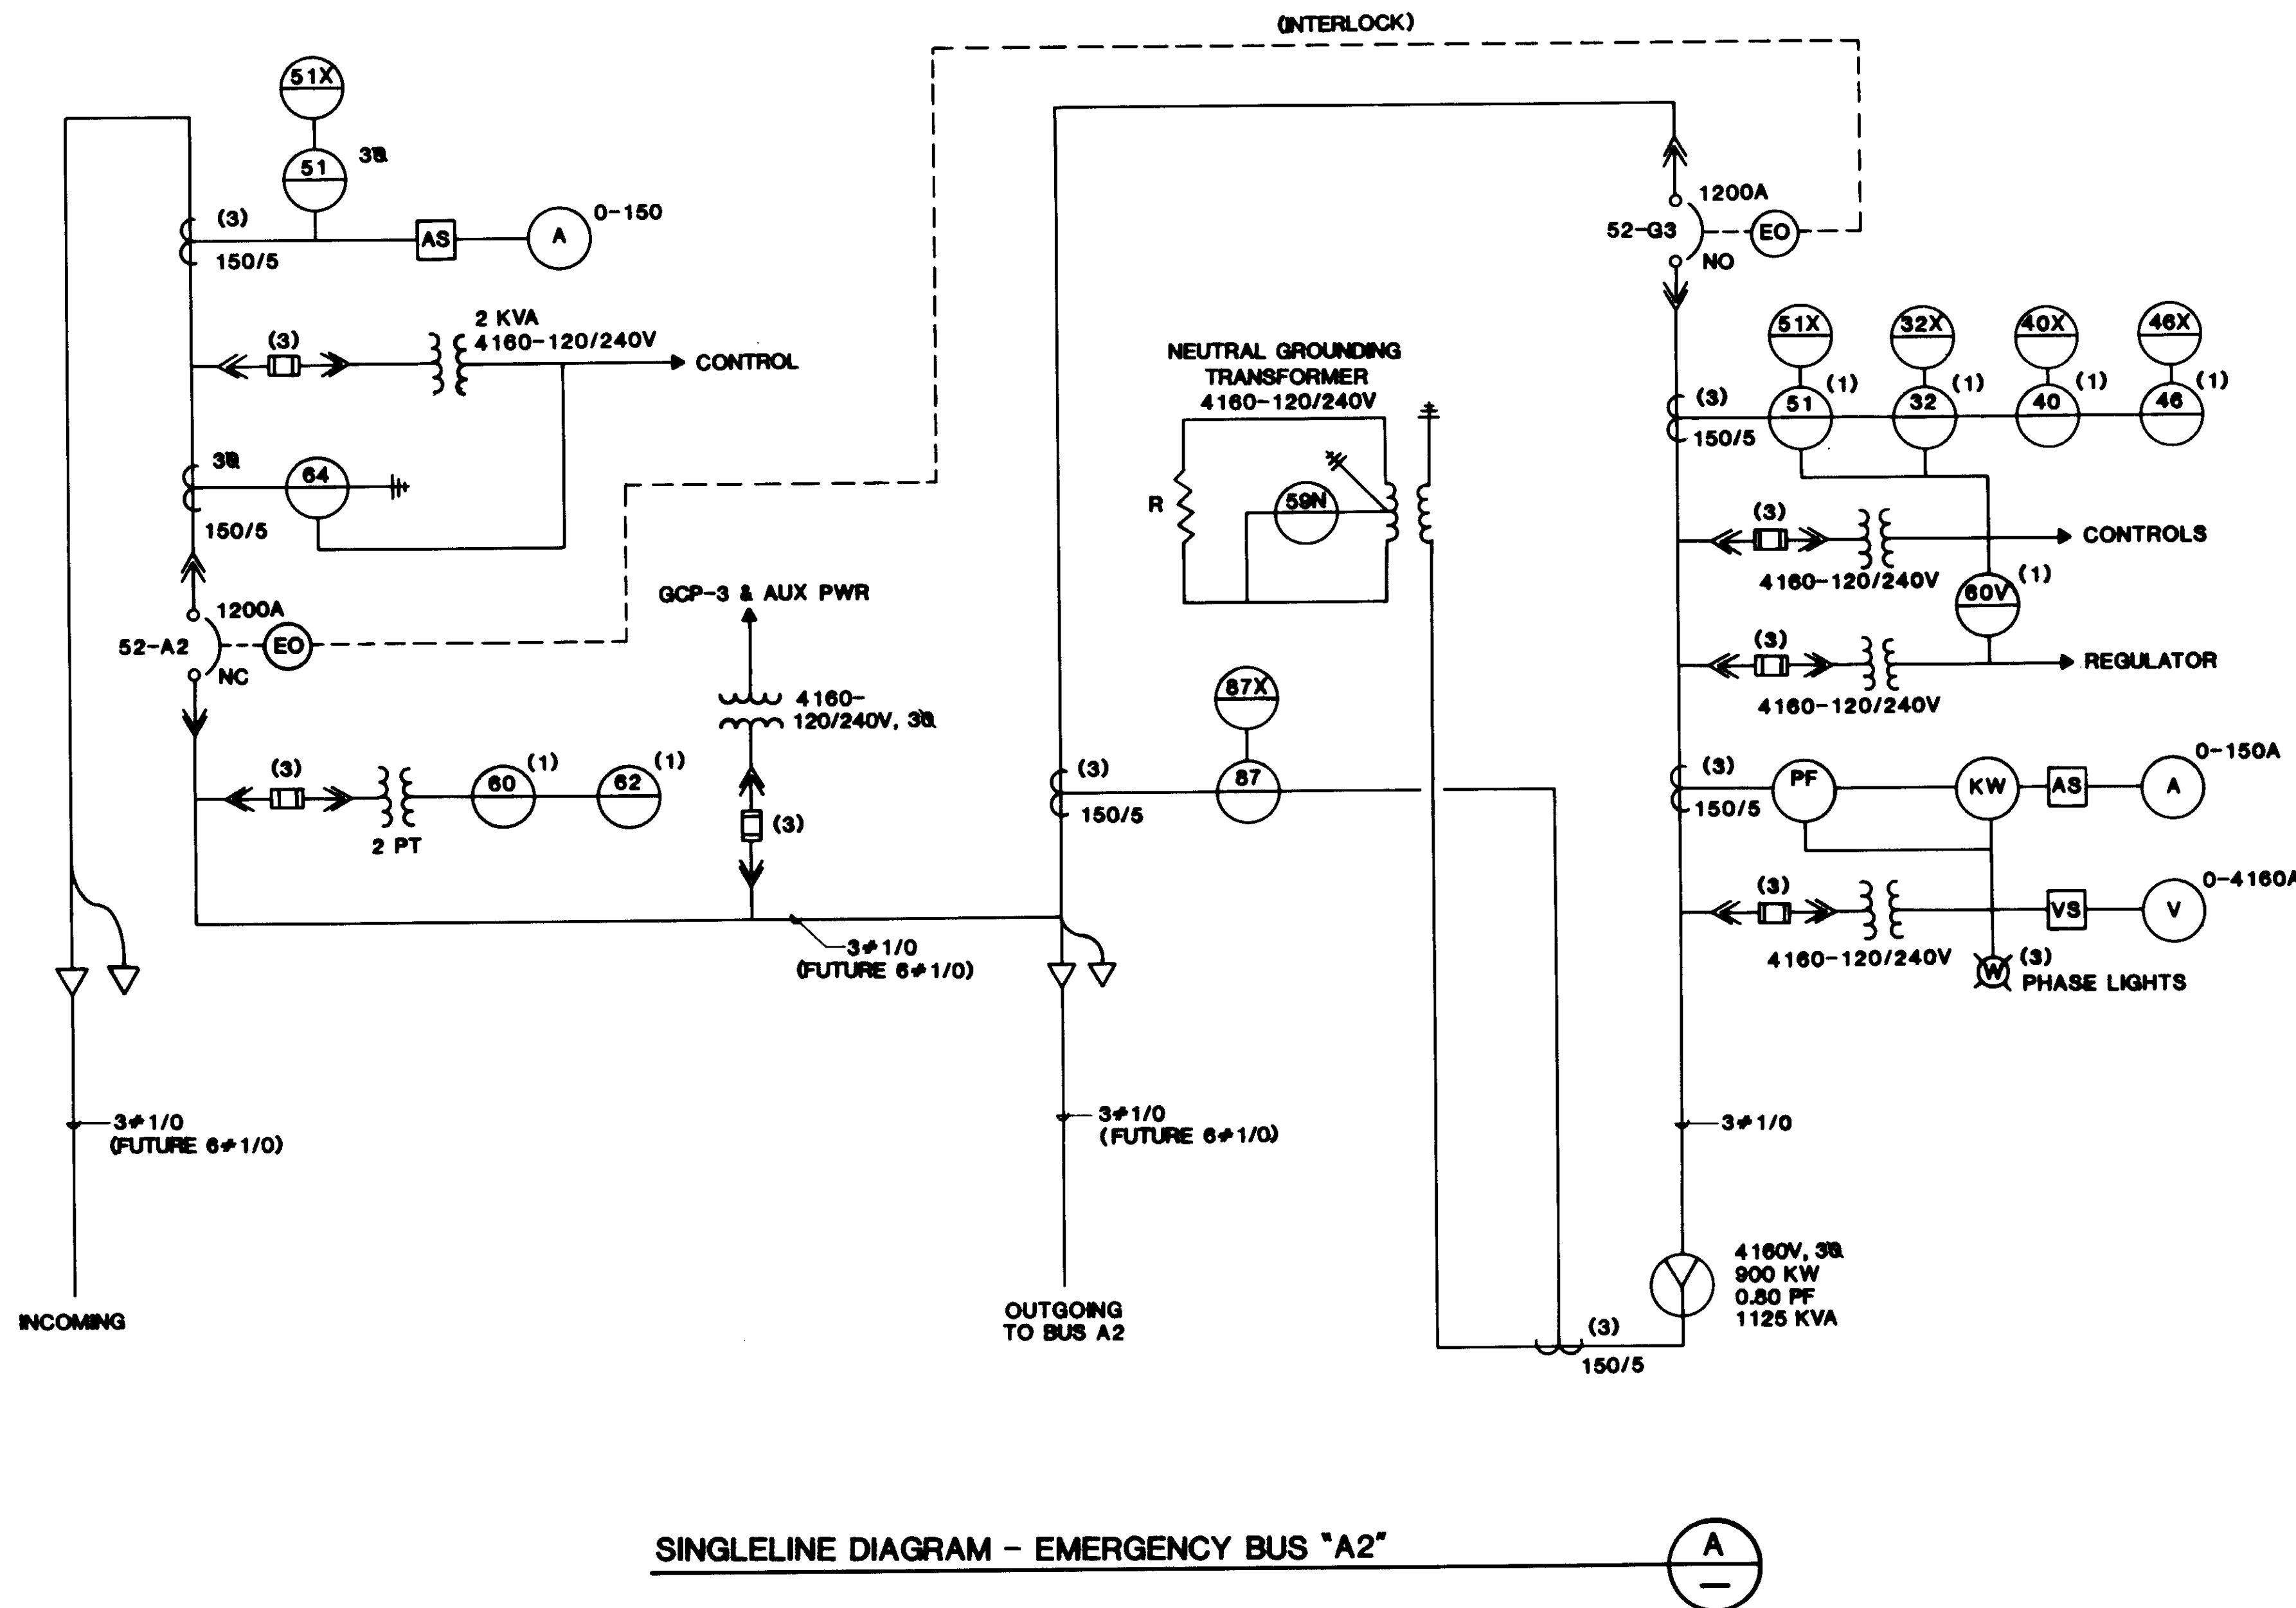 (INTERLOCK)
51X
51
3Φ
(3)
150/5
AS
A
0-150
2 KVA
4160-120/240V
(3)
CONTROL
3Φ
64
150/5
1200A
52-A2
EO
NC
(3)
2 PT
60
(1)
62
(1)
GCP-3 & AUX PWR
4160-
120/240V, 3Φ
(3)
3#1/0
(FUTURE 6#1/0)
3#1/0
(FUTURE 6#1/0)
INCOMING
NEUTRAL GROUNDING
TRANSFORMER
4160-120/240V
R
59N
87X
87
(3)
150/5
3#1/0
(FUTURE 6#1/0)
OUTGOING
TO BUS A2
1200A
52-G3
EO
NO
51X
32X
40X
46X
(3)
150/5
51
(1)
32
(1)
40
(1)
46
(1)
(3)
CONTROLS
4160-120/240V
60V
(1)
(3)
REGULATOR
4160-120/240V
(3)
150/5
PF
KW
AS
A
0-150A
(3)
4160-120/240V
VS
V
0-4160A
W
(3)
PHASE LIGHTS
3#1/0
4160V, 3Φ
900 KW
0.80 PF
1125 KVA
(3)
150/5
SINGLELINE DIAGRAM - EMERGENCY BUS "A2"
A
—